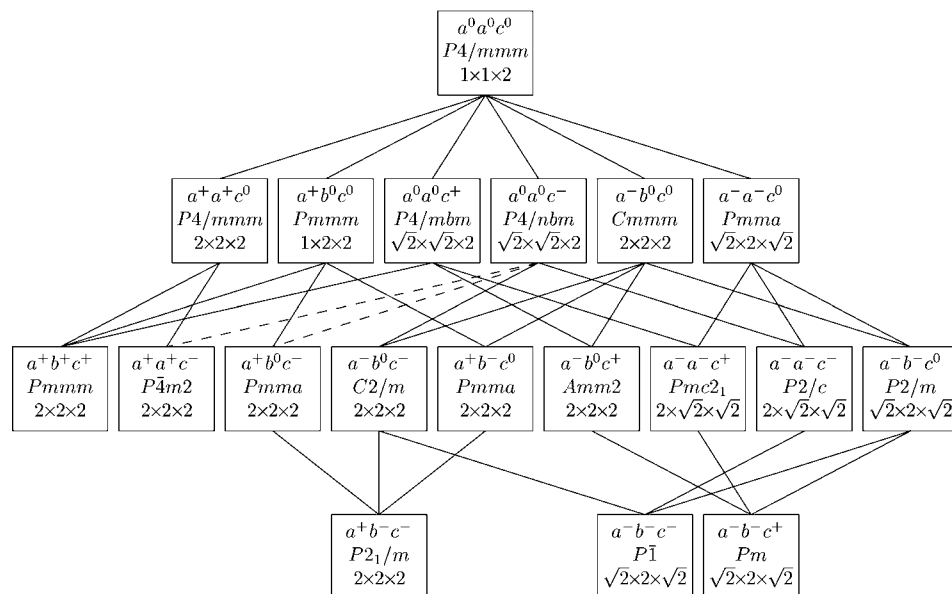 a⁰a⁰c⁰
P4/mmm
1×1×2
a⁺a⁺c⁰
P4/mmm
2×2×2
a⁺b⁰c⁰
Pmmm
1×2×2
a⁰a⁰c⁺
P4/mbm
√2×√2×2
a⁰a⁰c⁻
P4/nbm
√2×√2×2
a⁻b⁰c⁰
Cmmm
2×2×2
a⁻a⁻c⁰
Pmma
√2×2×√2
a⁺b⁺c⁺
Pmmm
2×2×2
a⁺a⁺c⁻
P4̄m2
2×2×2
a⁺b⁰c⁻
Pmma
2×2×2
a⁻b⁰c⁻
C2/m
2×2×2
a⁺b⁻c⁰
Pmma
2×2×2
a⁻b⁰c⁺
Amm2
2×2×2
a⁻a⁻c⁺
Pmc2₁
2×√2×√2
a⁻a⁻c⁻
P2/c
2×√2×√2
a⁻b⁻c⁰
P2/m
√2×2×√2
a⁺b⁻c⁻
P2₁/m
2×2×2
a⁻b⁻c⁻
P1̄
√2×2×√2
a⁻b⁻c⁺
Pm
√2×2×√2